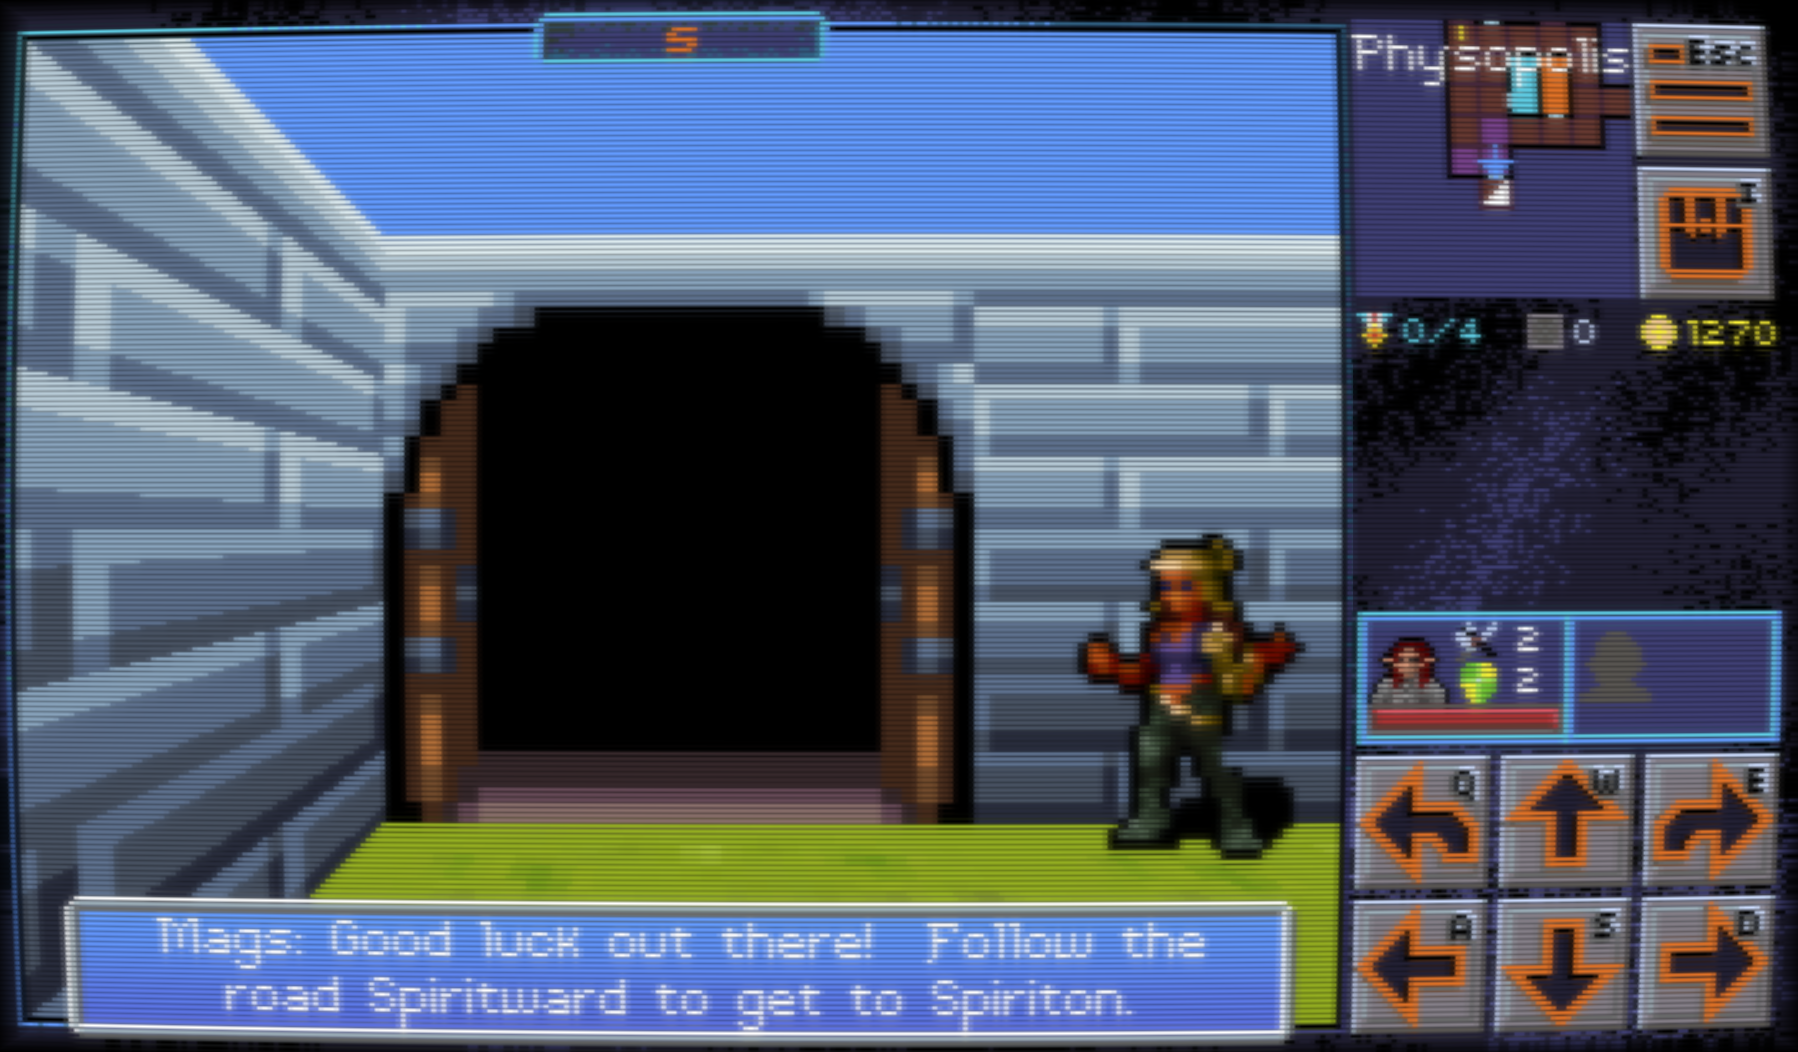 S
Physopolis
Esc
I
0/4
0
1270
2
2
Q
W
E
A
S
D
Mags: Good luck out there! Follow the
road Spiritward to get to Spiriton.